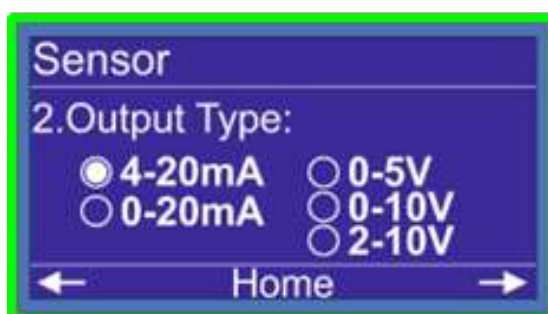 Sensor
2.Output Type:
4-20mA 0-5V
0-20mA 0-10V
2-10V
Home